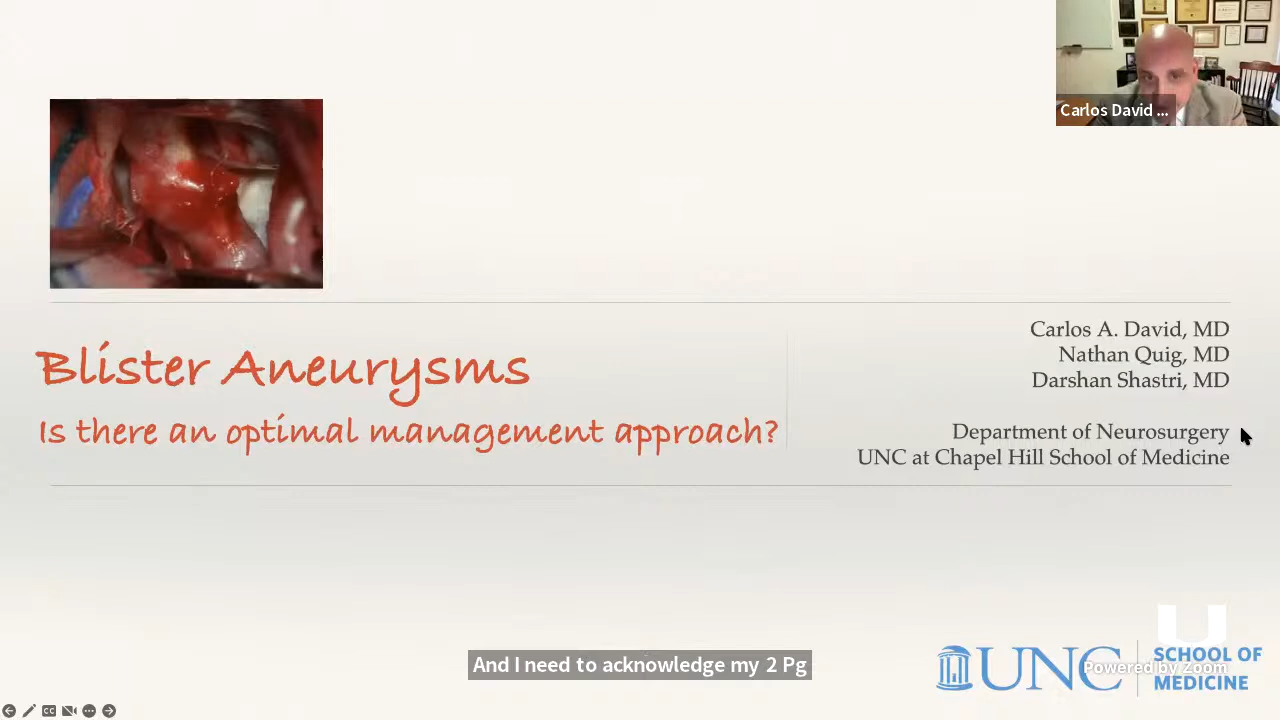 Carlos David ...
Blister Aneurysms
Is there an optimal management approach?
Carlos A. David, MD
Nathan Quig, MD
Darshan Shastri, MD
Department of Neurosurgery
UNC at Chapel Hill School of Medicine
And I need to acknowledge my 2 Pg
UNC
SCHOOL OF
MEDICINE
Powered by Zoom